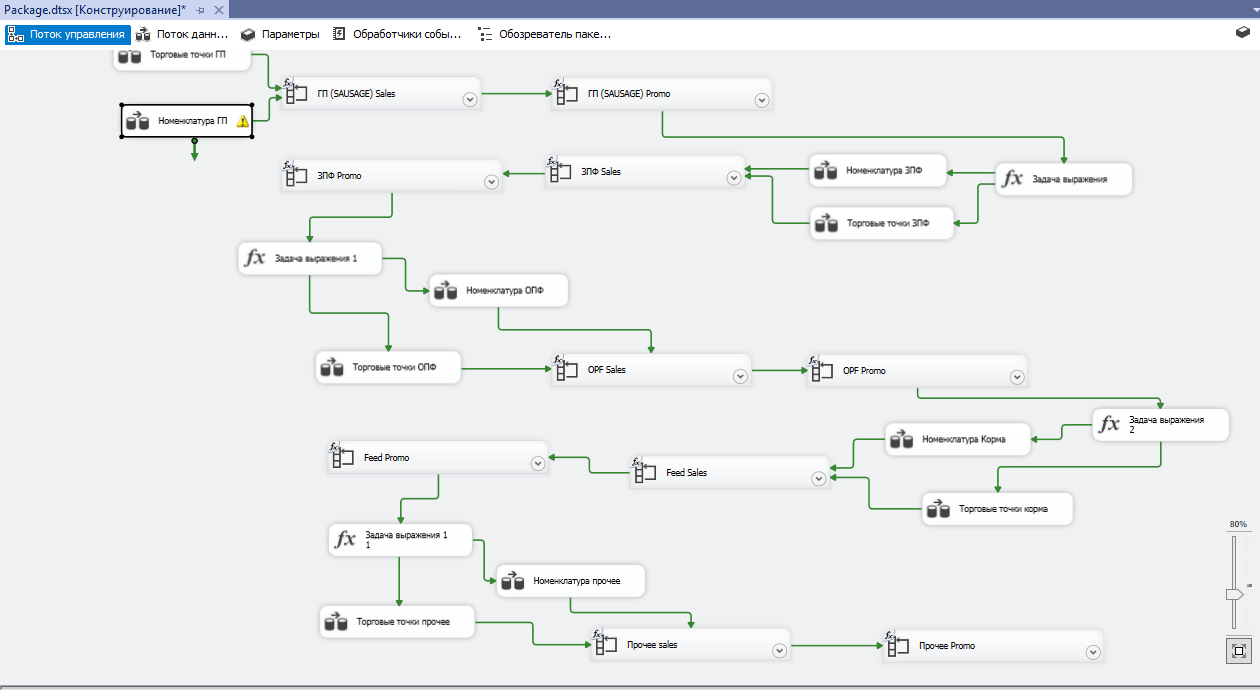 Package.dtsx [Конструирование]*
Поток управления
Поток данн...
Параметры
Обработчики собы...
Обозреватель паке...
Торговые точки ГП
ГП (SAUSAGE) Sales
ГП (SAUSAGE) Promo
Номенклатура ГП
ЗПФ Promo
ЗПФ Sales
Номенклатура ЗПФ
Задача выражения
Торговые точки ЗПФ
Задача выражения 1
Номенклатура ОПФ
Торговые точки ОПФ
OPF Sales
OPF Promo
Задача выражения
2
Номенклатура Корма
Feed Promo
Feed Sales
Торговые точки корма
80%
Задача выражения 1
1
Номенклатура прочее
Торговые точки прочее
Прочее sales
Прочее Promo